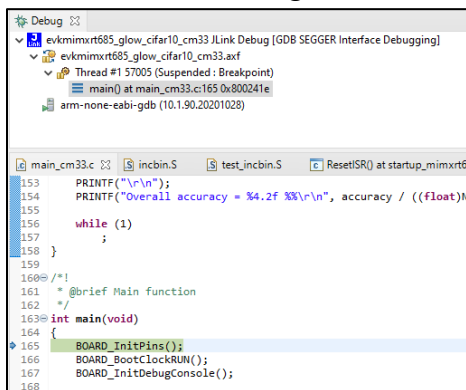 Debug
evkmimxrt685_glow_cifar10_cm33 JLink Debug [GDB SEGGER Interface Debugging]
evkmimxrt685_glow_cifar10_cm33.axf
Thread #1 57005 (Suspended : Breakpoint)
main() at main_cm33.c:165 0x800241e
arm-none-eabi-gdb (10.1.90.20201028)
main_cm33.c incbin.S test_incbin.S ResetISR() at startup_mimxrt6
153 PRINTF("\r\n");
154 PRINTF("Overall accuracy = %4.2f %%\r\n", accuracy / ((float)N
155
156 while (1)
157 ;
158 }
159
160 /*!
161 * @brief Main function
162 */
163 int main(void)
164 {
165 BOARD_InitPins();
166 BOARD_BootClockRUN();
167 BOARD_InitDebugConsole();
168